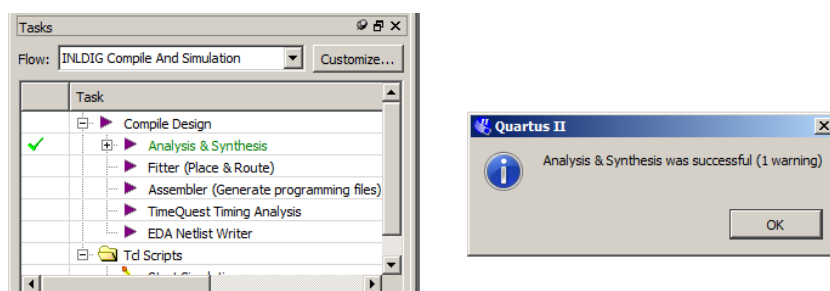 Tasks
Flow: INLDIG Compile And Simulation Customize...
Task
Compile Design
Analysis & Synthesis
Fitter (Place & Route)
Assembler (Generate programming files)
TimeQuest Timing Analysis
EDA Netlist Writer
Tcl Scripts
Quartus II
Analysis & Synthesis was successful (1 warning)
OK